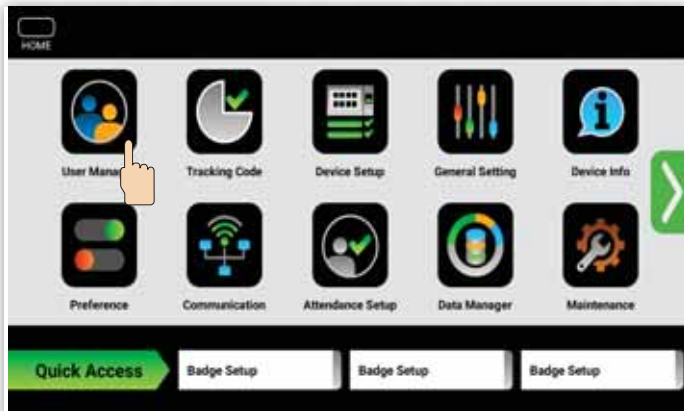 HOME
User Mana
Tracking Code
Device Setup
General Setting
Device Info
Preference
Communication
Attendance Setup
Data Manager
Maintenance
Quick Access
Badge Setup
Badge Setup
Badge Setup